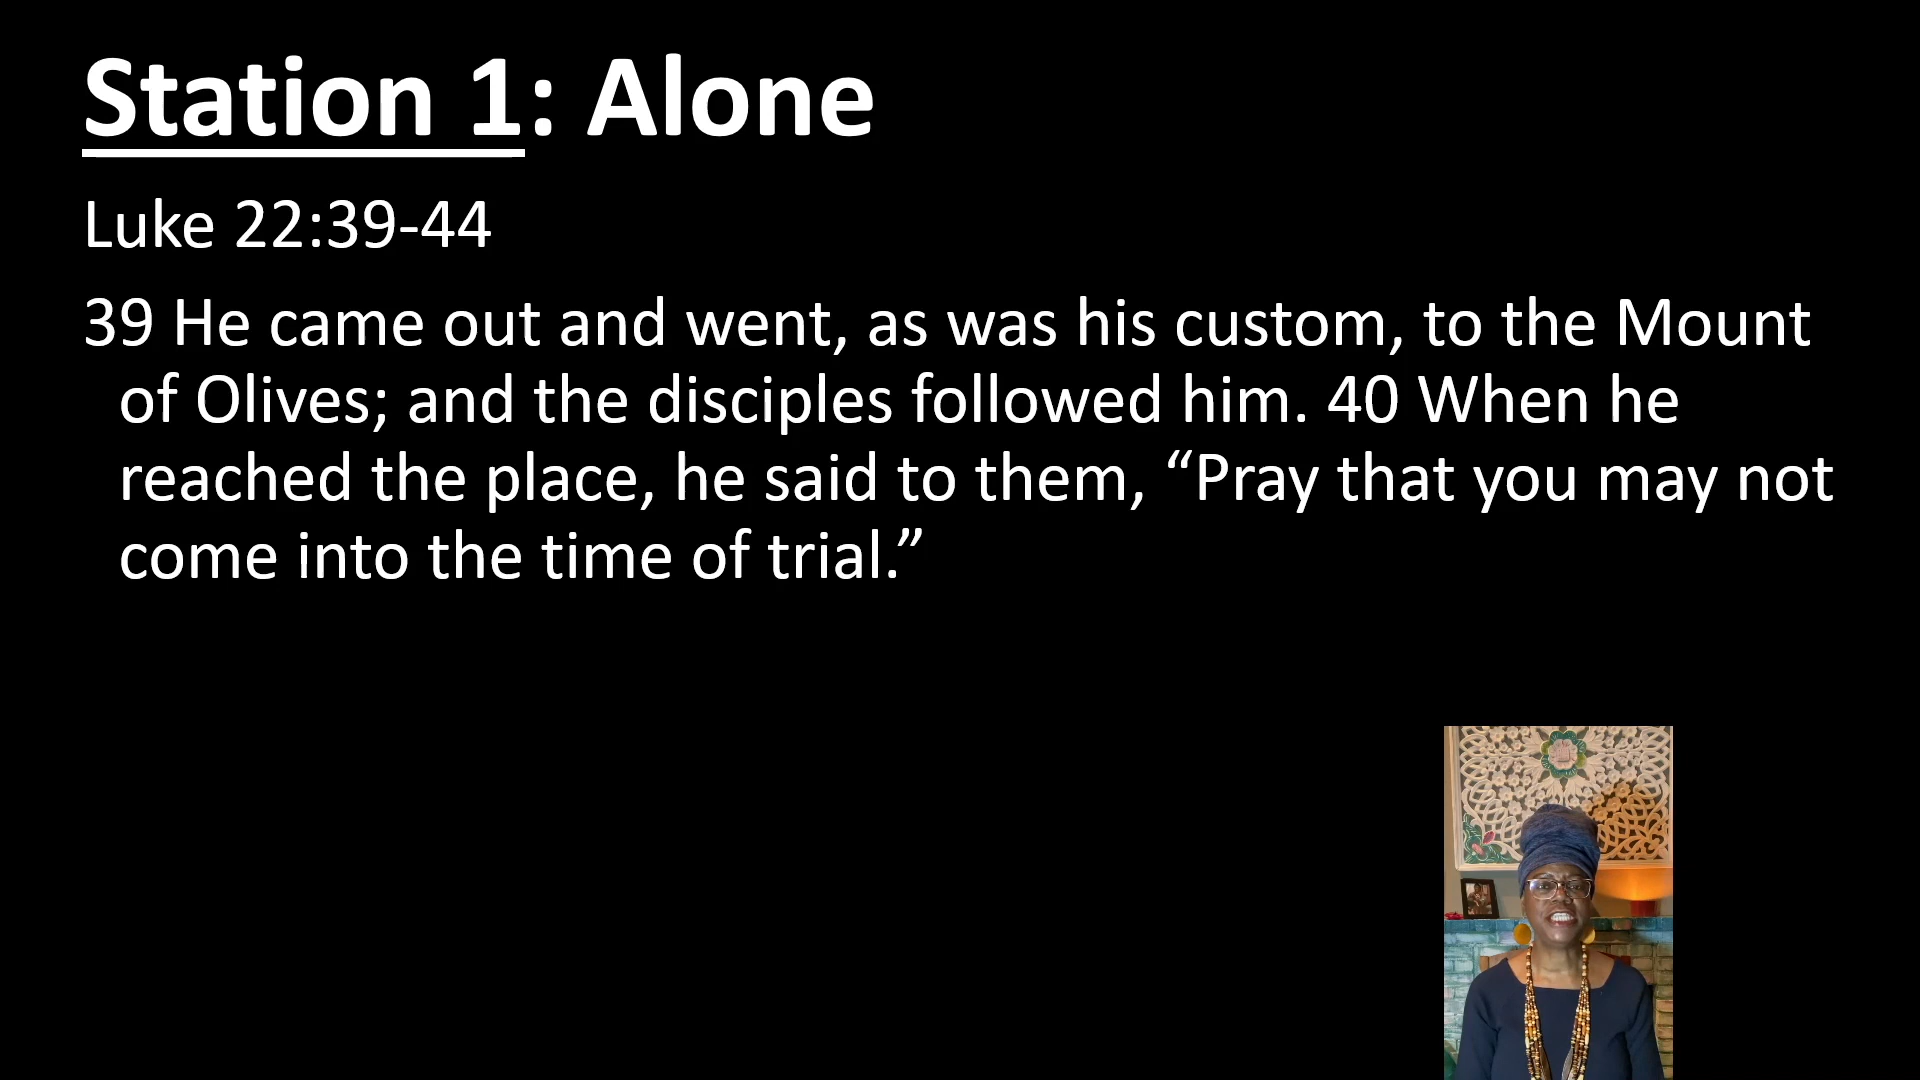 Station 1: Alone
Luke 22:39-44
39 He came out and went, as was his custom, to the Mount
of Olives; and the disciples followed him. 40 When he
reached the place, he said to them, “Pray that you may not
come into the time of trial.”